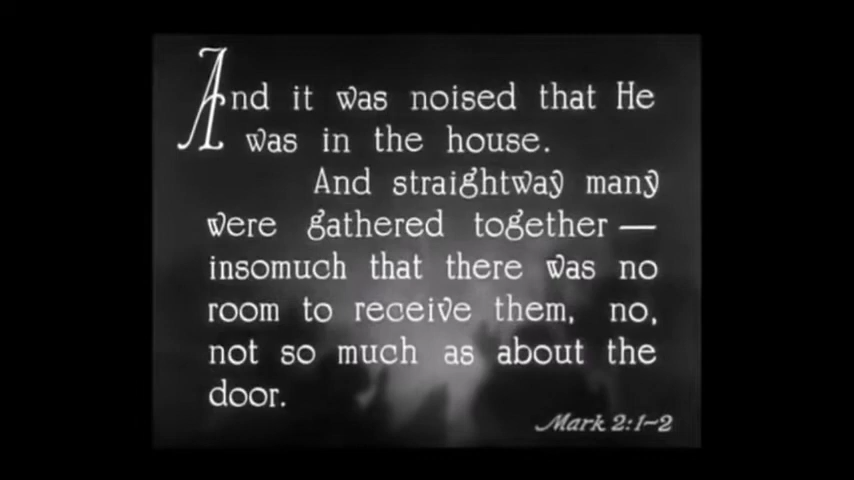 And it was noised that He
was in the house.
And straightway many
were gathered together —
insomuch that there was no
room to receive them, no,
not so much as about the
door.
Mark 2:1-2